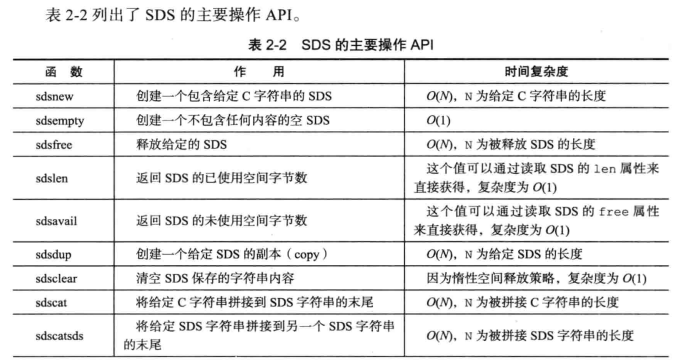 表 2-2 列出了 SDS 的主要操作 API。
表 2-2 SDS 的主要操作 API
函 数 作 用 时间复杂度
sdsnew 创建一个包含给定 C 字符串的 SDS O(N)，N 为给定 C 字符串的长度
sdsempty 创建一个不包含任何内容的空 SDS O(1)
sdsfree 释放给定的 SDS O(N)，N 为被释放 SDS 的长度
sdslen 返回 SDS 的已使用空间字节数 这个值可以通过读取 SDS 的 len 属性来
直接获得，复杂度为 O(1)
sdsavail 返回 SDS 的未使用空间字节数 这个值可以通过读取 SDS 的 free 属性
来直接获得，复杂度为 O(1)
sdsdup 创建一个给定 SDS 的副本（copy） O(N)，N 为给定 SDS 的长度
sdsclear 清空 SDS 保存的字符串内容 因为惰性空间释放策略，复杂度为 O(1)
sdscat 将给定 C 字符串拼接到 SDS 字符串的末尾 O(N)，N 为被拼接 C 字符串的长度
sdscatsds 将给定 SDS 字符串拼接到另一个 SDS 字符串
的末尾 O(N)，N 为被拼接 SDS 字符串的长度